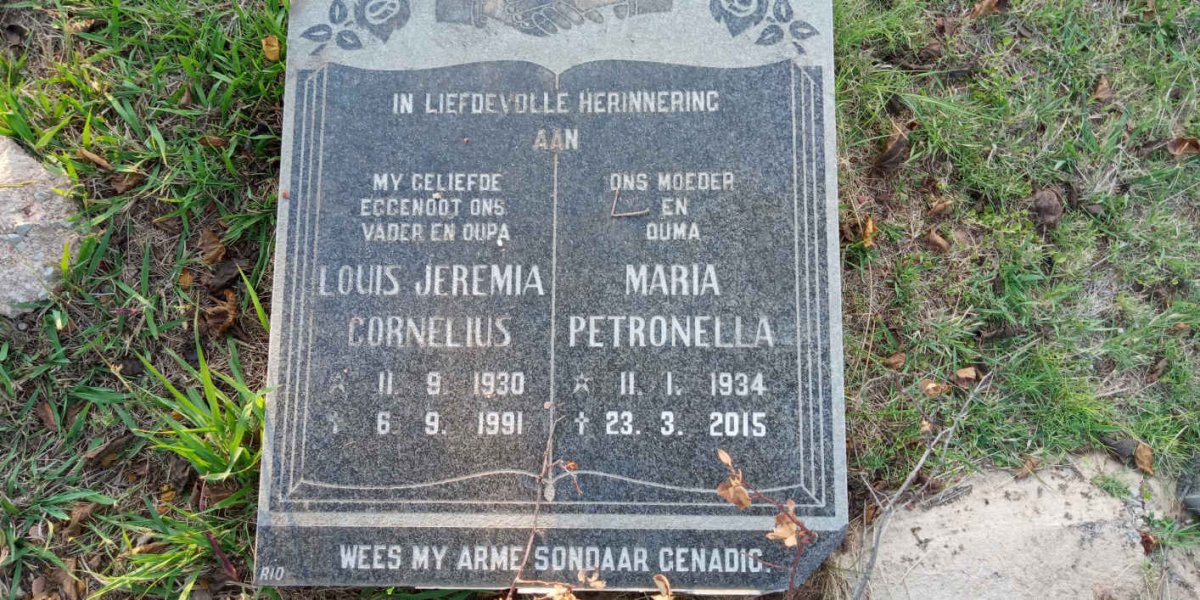 IN LIEFDEVOLLE HERINNERING
AAN
MY GELIEFDE
EGGENOOT ONS
VADER EN OUPA
LOUIS JEREMIA
CORNELIUS
☆ 11. 9. 1930
† 6. 9. 1991
ONS MOEDER
EN
OUMA
MARIA
PETRONELLA
☆ 11. 1. 1934
† 23. 3. 2015
WEES MY ARME SONDAAR GENADIG.
RIO